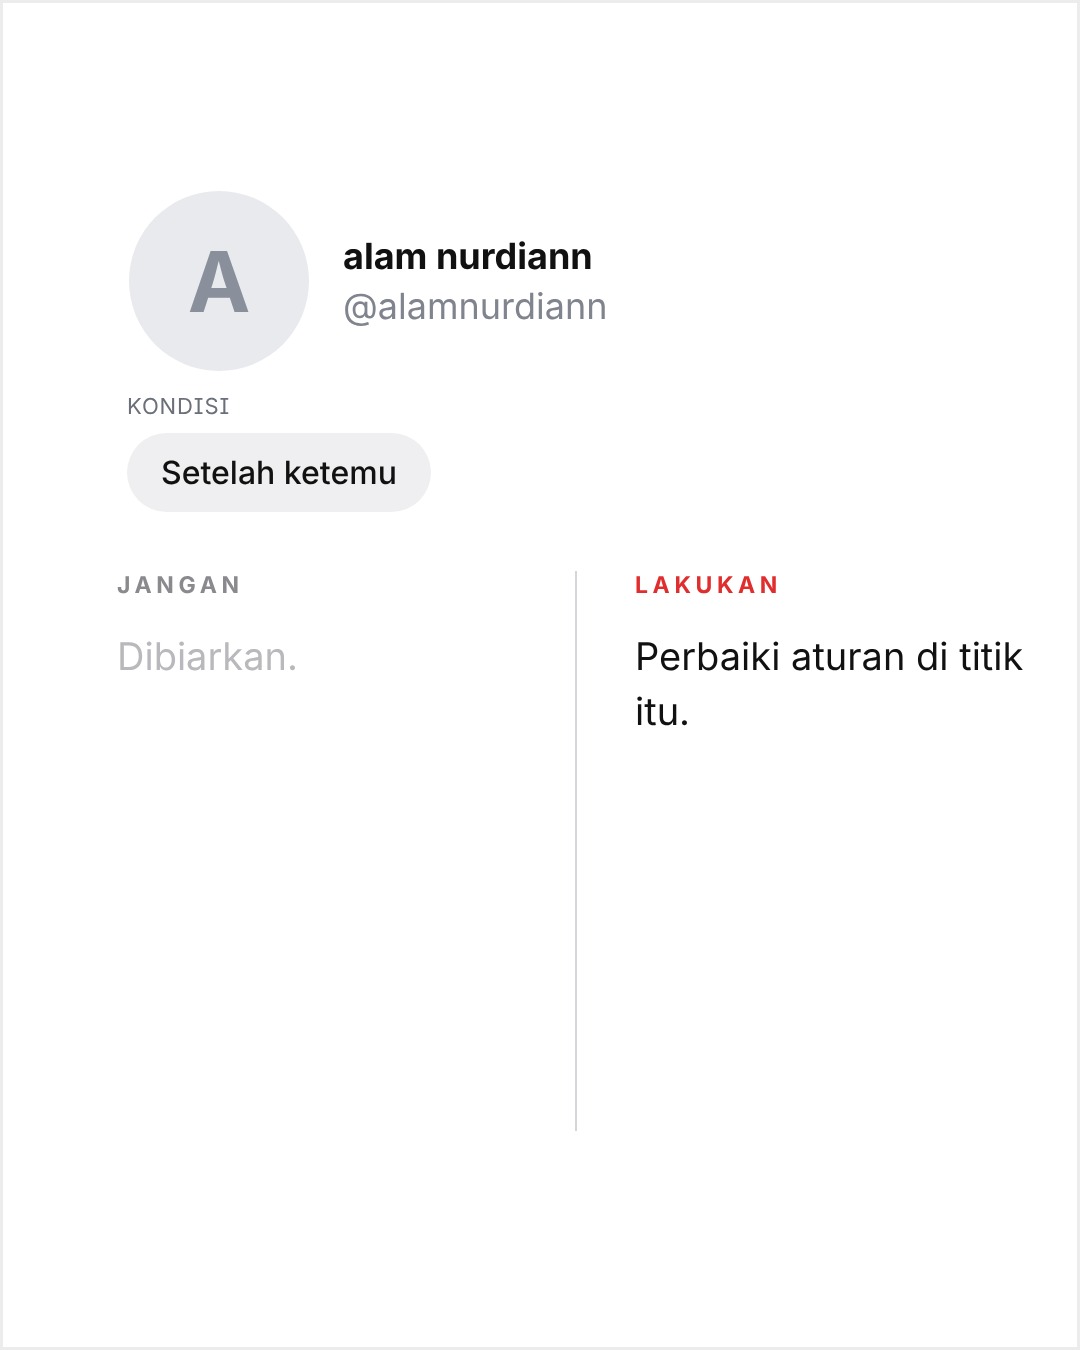 A
alam nurdiann
@alamnurdiann
KONDISI
Setelah ketemu
JANGAN
Dibiarkan.
LAKUKAN
Perbaiki aturan di titik
itu.